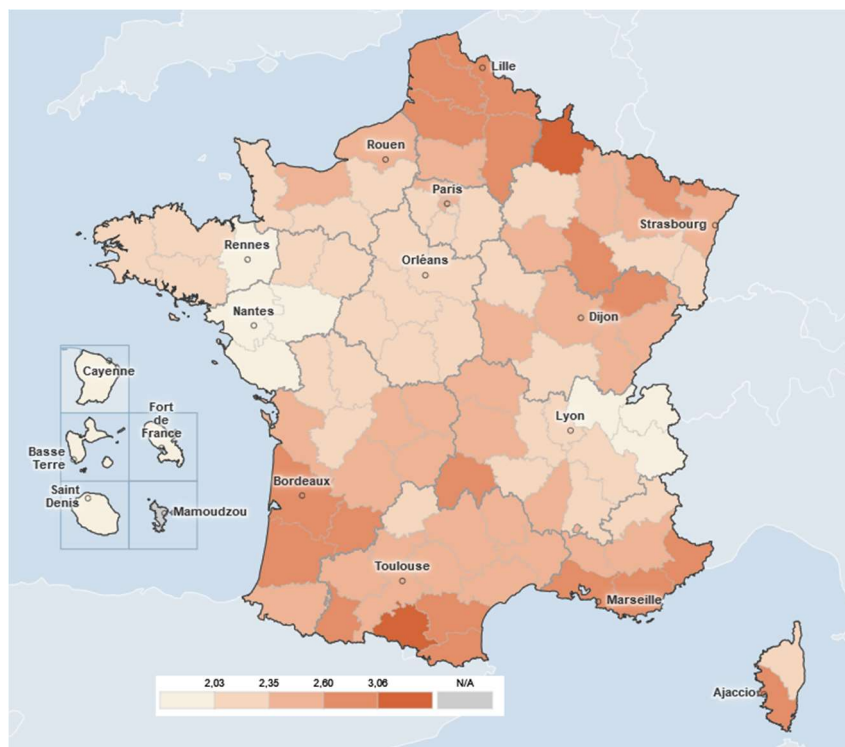 Lille
Rouen
Paris
Strasbourg
Rennes
Orléans
Nantes
Dijon
Cayenne
Fort
de
France
Basse
Terre
Lyon
Saint
Denis
Mamoudzou
Bordeaux
Toulouse
Marseille
Ajaccio
2,03 2,35 2,60 3,06 N/A